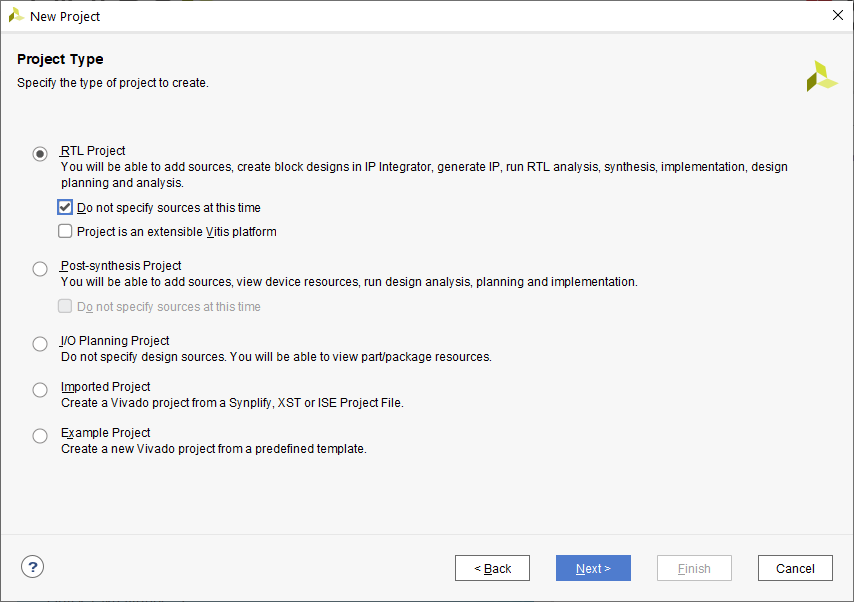 New Project
Project Type
Specify the type of project to create.
RTL Project
You will be able to add sources, create block designs in IP Integrator, generate IP, run RTL analysis, synthesis, implementation, design
planning and analysis.
Do not specify sources at this time
Project is an extensible Vitis platform
Post-synthesis Project
You will be able to add sources, view device resources, run design analysis, planning and implementation.
Do not specify sources at this time
I/O Planning Project
Do not specify design sources. You will be able to view part/package resources.
Imported Project
Create a Vivado project from a Synplify, XST or ISE Project File.
Example Project
Create a new Vivado project from a predefined template.
? < Back Next > Finish Cancel